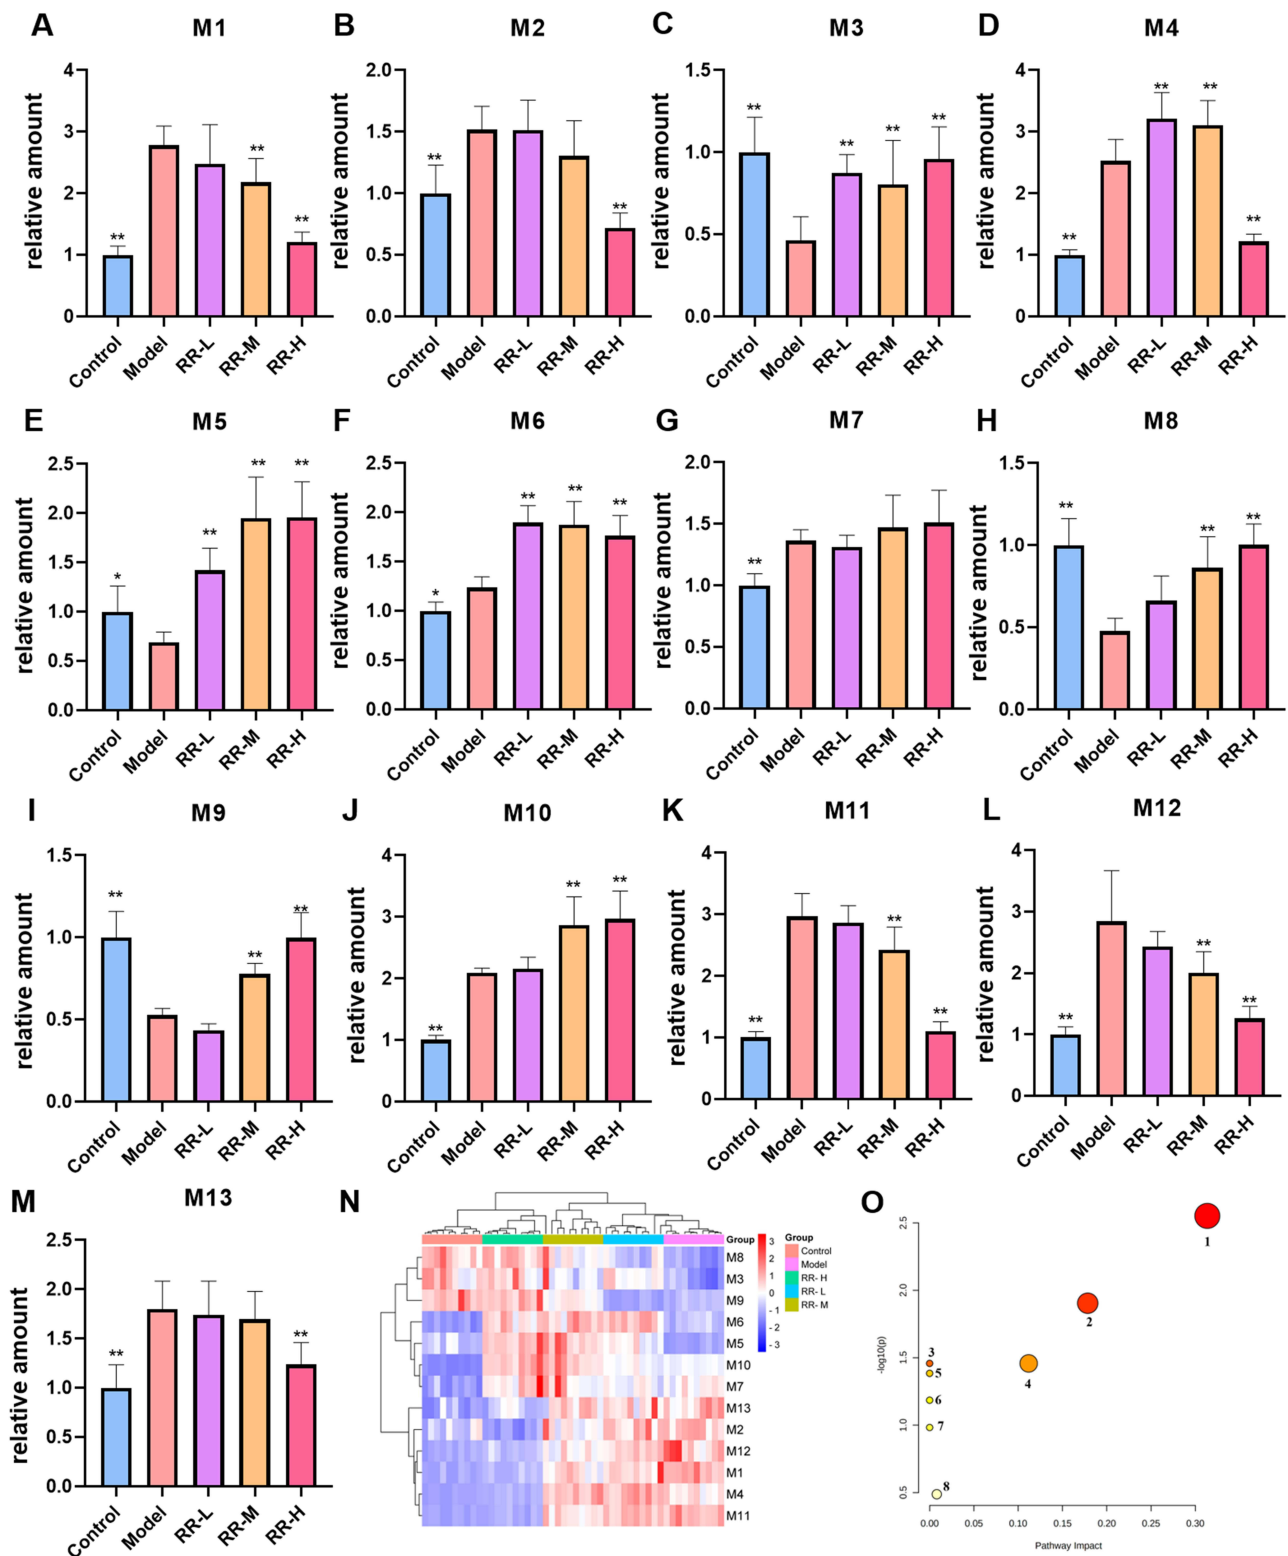 A M1
relative amount
4
3
2
1
0
** ** **
Control Model RR-L RR-M RR-H
B M2
relative amount
2.0
1.5
1.0
0.5
0.0
** **
Control Model RR-L RR-M RR-H
C M3
relative amount
1.5
1.0
0.5
0.0
** ** ** **
Control Model RR-L RR-M RR-H
D M4
relative amount
4
3
2
1
0
** ** ** **
Control Model RR-L RR-M RR-H
E M5
relative amount
2.5
2.0
1.5
1.0
0.5
0.0
* ** ** **
Control Model RR-L RR-M RR-H
F M6
relative amount
2.5
2.0
1.5
1.0
0.5
0.0
* ** ** **
Control Model RR-L RR-M RR-H
G M7
relative amount
2.0
1.5
1.0
0.5
0.0
**
Control Model RR-L RR-M RR-H
H M8
relative amount
1.5
1.0
0.5
0.0
** ** **
Control Model RR-L RR-M RR-H
I M9
relative amount
1.5
1.0
0.5
0.0
** ** **
Control Model RR-L RR-M RR-H
J M10
relative amount
4
3
2
1
0
** ** **
Control Model RR-L RR-M RR-H
K M11
relative amount
4
3
2
1
0
** ** **
Control Model RR-L RR-M RR-H
L M12
relative amount
4
3
2
1
0
** ** **
Control Model RR-L RR-M RR-H
M M13
relative amount
2.5
2.0
1.5
1.0
0.5
0.0
** **
Control Model RR-L RR-M RR-H
N
Group
M8
M3
M9
M6
M5
M10
M7
M13
M2
M12
M1
M4
M11
3
2
1
0
- 1
- 2
- 3
Group
Control
Model
RR- H
RR- L
RR- M
O
-log10(p)
2.5
2.0
1.5
1.0
0.5
1
2
3
4
5
6
7
8
0.00 0.05 0.10 0.15 0.20 0.25 0.30
Pathway Impact